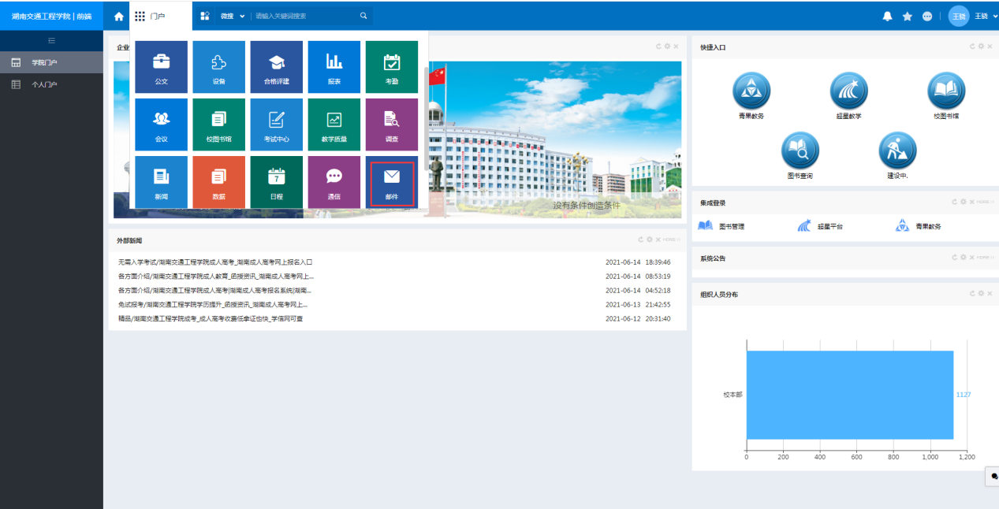 湖南交通工程学院 | 前端
门户
微搜
请输入关键词搜索
王晓
王晓
学院门户
个人门户
企业
公文
设备
合格评建
报表
考勤
会议
校图书馆
考试中心
教学质量
调查
新闻
数据
7
日程
通信
邮件
没有条件创造条件
外部新闻
HOME
无需入学考试/湖南交通工程学院成人高考_湖南成人高考网上报名入口
2021-06-14 18:39:46
各方面介绍/湖南交通工程学院成人教育_函授资讯_湖南成人高考网上...
2021-06-14 08:53:19
各方面介绍/湖南交通工程学院成人高考|湖南成人高考报名系统|湖南...
2021-06-14 04:52:18
免试报考/湖南交通工程学院学历提升_函授资讯_湖南成人高考网上...
2021-06-13 21:42:55
精品/湖南交通工程学院成考_成人高考收费低拿证也快_学信网可查
2021-06-12 20:31:40
快捷入口
青果教务
超星教学
校图书馆
图书查询
建设中.
集成登录
HOME
图书管理
超星平台
青果教务
系统公告
HOME
组织人员分布
校本部
1127
0 200 400 600 800 1,000 1,200